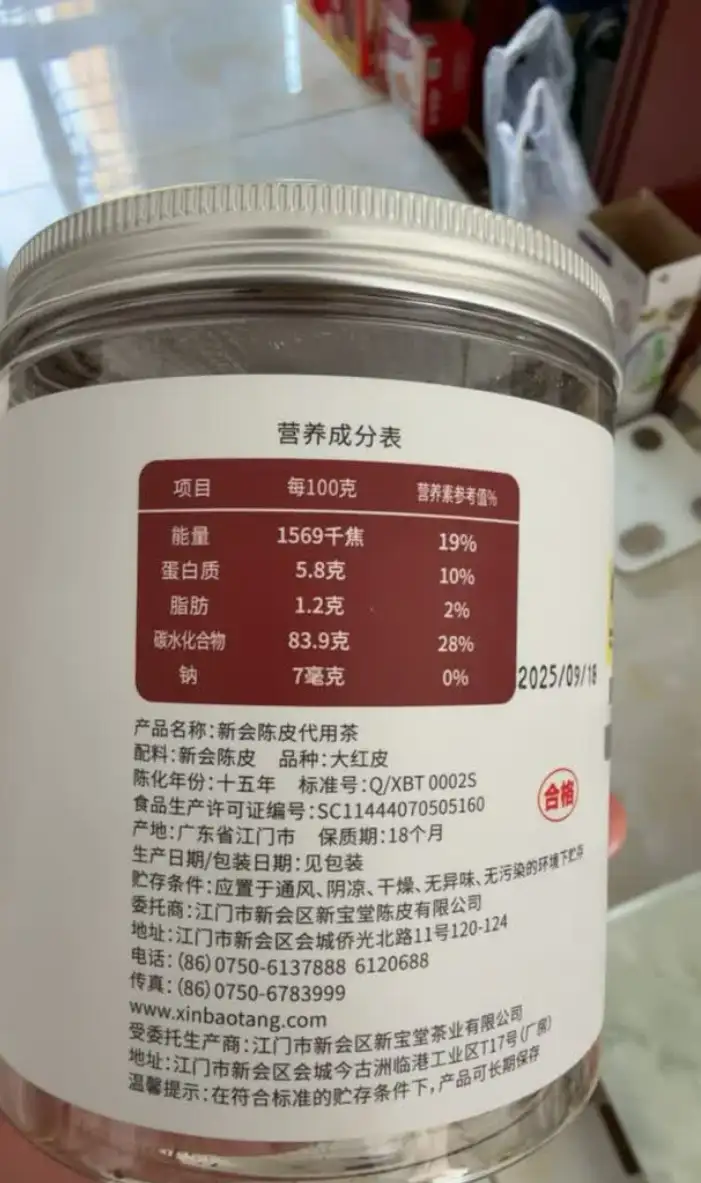 营养成分表
项目 每100克 营养素参考值%
能量 1569千焦 19%
蛋白质 5.8克 10%
脂肪 1.2克 2%
碳水化合物 83.9克 28%
钠 7毫克 0%
2025/09/18
产品名称:新会陈皮代用茶
配料:新会陈皮 品种:大红皮
陈化年份:十五年 标准号:Q/XBT 0002S
食品生产许可证编号:SC11444070505160
合格
产地:广东省江门市 保质期:18个月
生产日期/包装日期:见包装
贮存条件:应置于通风、阴凉、干燥、无异味、无污染的环境下贮存
委托商:江门市新会区新宝堂陈皮有限公司
地址:江门市新会区会城侨光北路11号120-124
电话:(86)0750-6137888 6120688
传真:(86)0750-6783999
www.xinbaotang.com
受委托生产商:江门市新会区新宝堂茶业有限公司
地址:江门市新会区会城今古洲临港工业区T17号(厂房)
温馨提示:在符合标准的贮存条件下,产品可长期保存